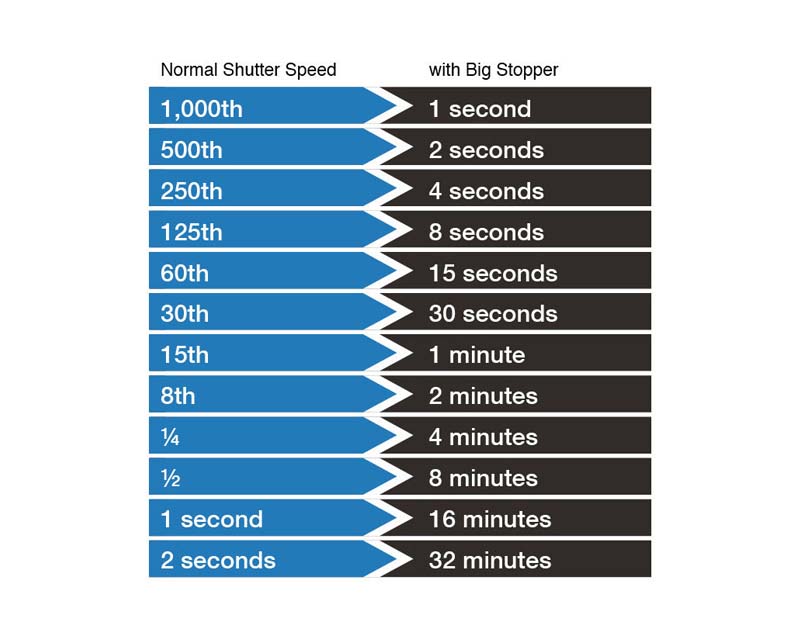 Normal Shutter Speed with Big Stopper
1,000th 1 second
500th 2 seconds
250th 4 seconds
125th 8 seconds
60th 15 seconds
30th 30 seconds
15th 1 minute
8th 2 minutes
¼ 4 minutes
½ 8 minutes
1 second 16 minutes
2 seconds 32 minutes